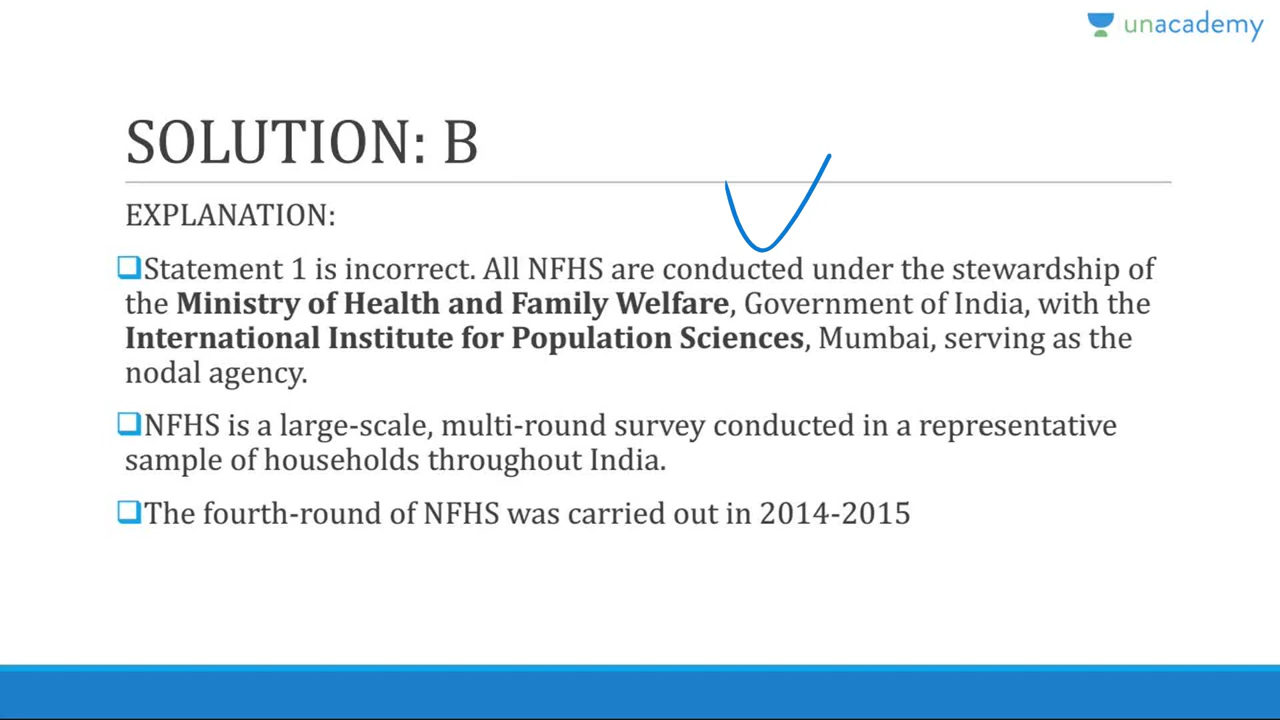 unacademy
SOLUTION: B
EXPLANATION:
Statement 1 is incorrect. All NFHS are conducted under the stewardship of
the Ministry of Health and Family Welfare, Government of India, with the
International Institute for Population Sciences, Mumbai, serving as the
nodal agency.
NFHS is a large-scale, multi-round survey conducted in a representative
sample of households throughout India.
The fourth-round of NFHS was carried out in 2014-2015